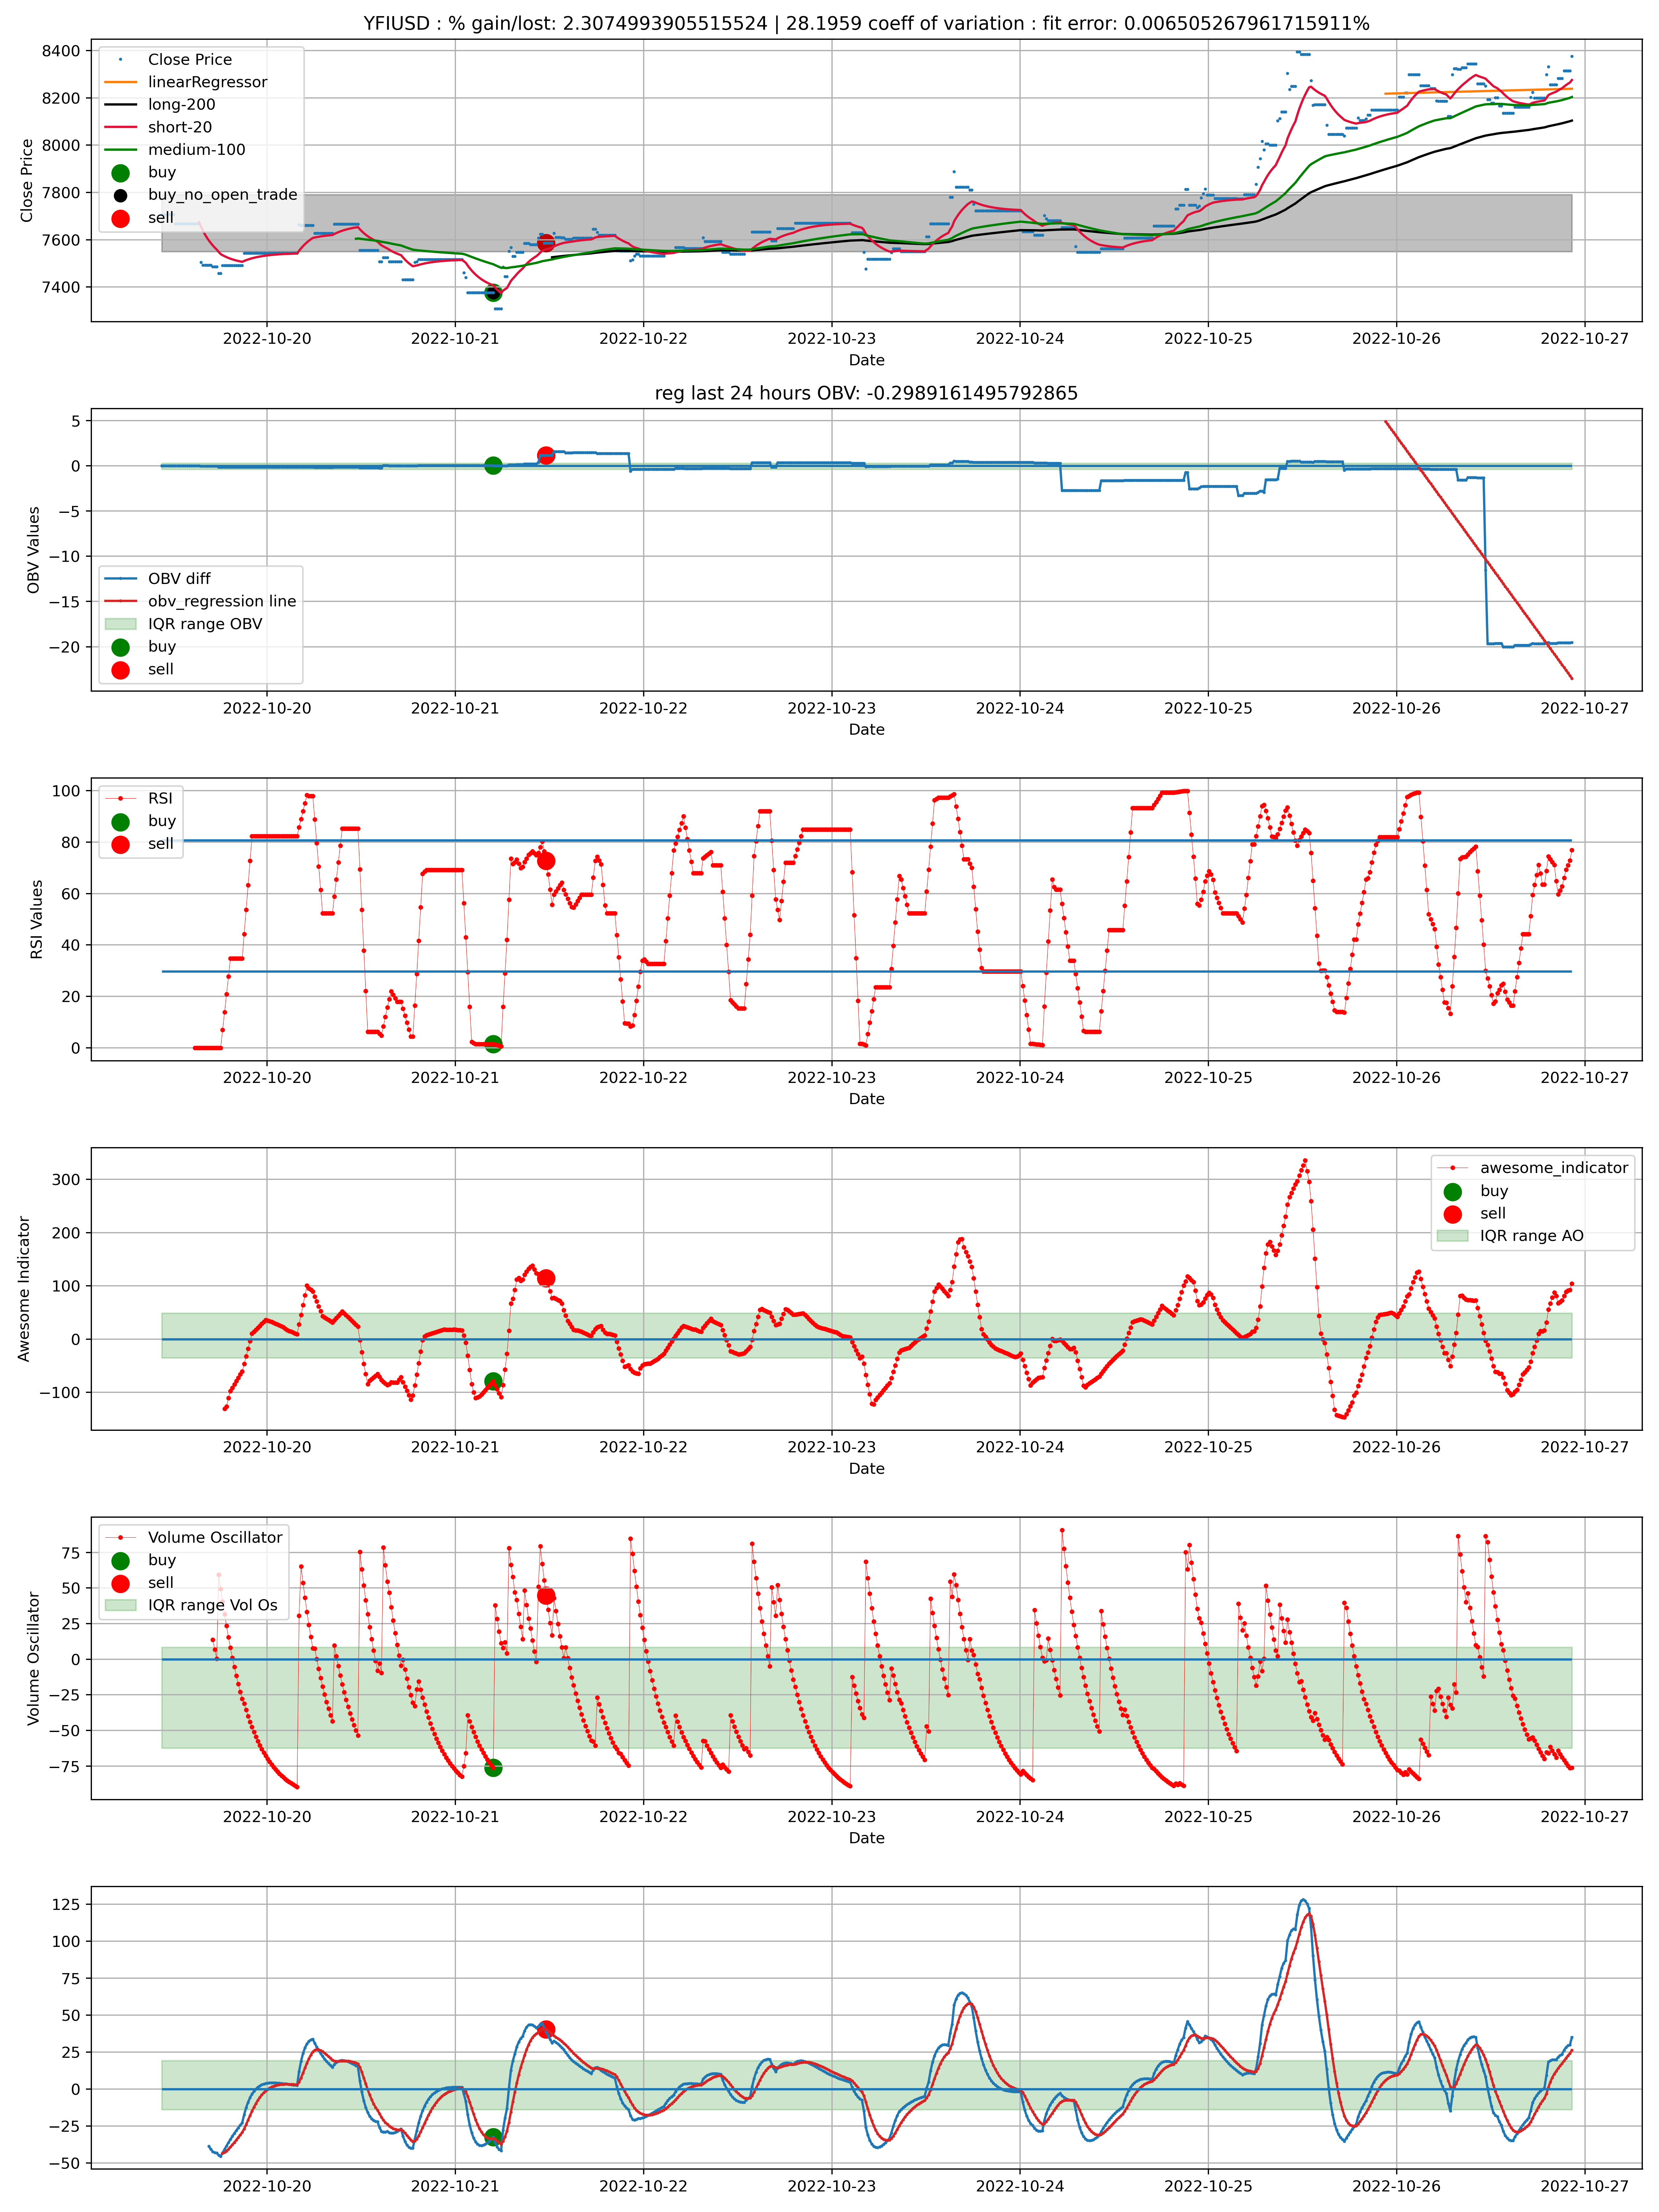 YFIUSD : % gain/lost: 2.3074993905515524 | 28.1959 coeff of variation : fit error: 0.006505267961715911%
Close Price
8400
8200
8000
7800
7600
7400
Close Price
linearRegressor
long-200
short-20
medium-100
buy
buy_no_open_trade
sell
2022-10-20 2022-10-21 2022-10-22 2022-10-23 2022-10-24 2022-10-25 2022-10-26 2022-10-27
Date
reg last 24 hours OBV: -0.2989161495792865
OBV Values
5
0
−5
−10
−15
−20
OBV diff
obv_regression line
IQR range OBV
buy
sell
2022-10-20 2022-10-21 2022-10-22 2022-10-23 2022-10-24 2022-10-25 2022-10-26 2022-10-27
Date
RSI Values
100
80
60
40
20
0
RSI
buy
sell
2022-10-20 2022-10-21 2022-10-22 2022-10-23 2022-10-24 2022-10-25 2022-10-26 2022-10-27
Date
Awesome Indicator
300
200
100
0
−100
awesome_indicator
buy
sell
IQR range AO
2022-10-20 2022-10-21 2022-10-22 2022-10-23 2022-10-24 2022-10-25 2022-10-26 2022-10-27
Date
Volume Oscillator
75
50
25
0
−25
−50
−75
Volume Oscillator
buy
sell
IQR range Vol Os
2022-10-20 2022-10-21 2022-10-22 2022-10-23 2022-10-24 2022-10-25 2022-10-26 2022-10-27
Date
125
100
75
50
25
0
−25
−50
2022-10-20 2022-10-21 2022-10-22 2022-10-23 2022-10-24 2022-10-25 2022-10-26 2022-10-27